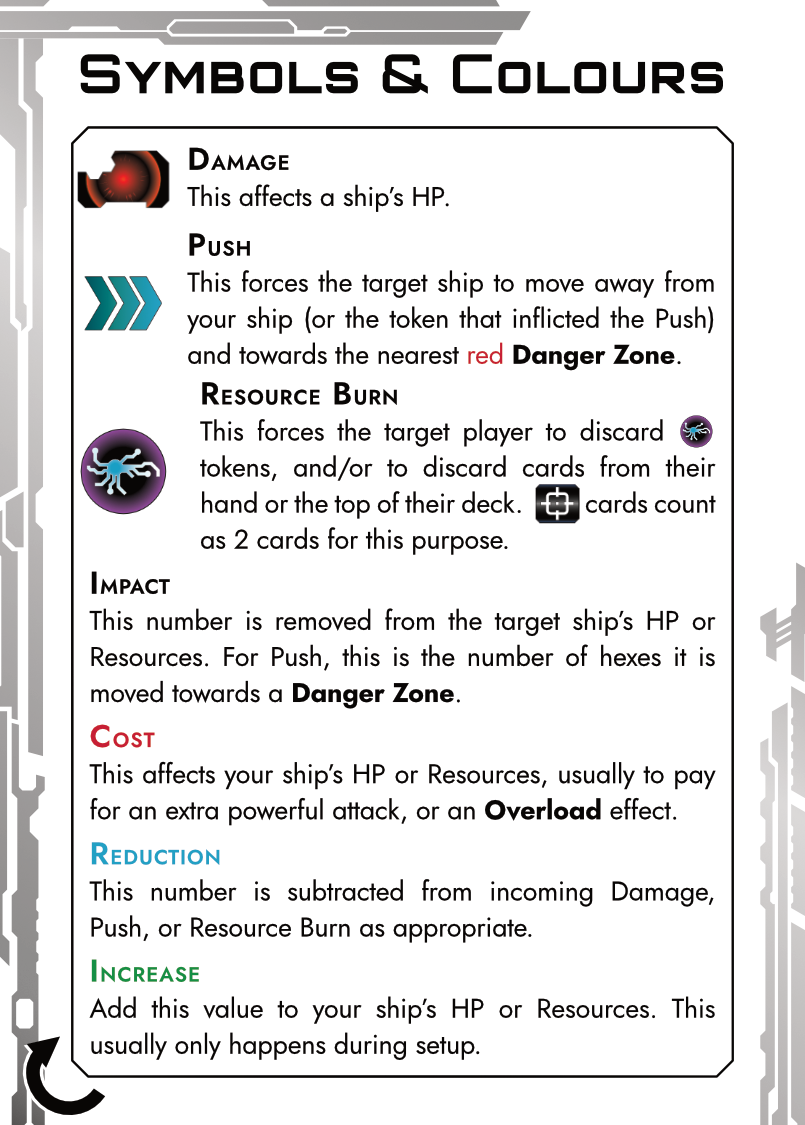 Symbols & Colours
Damage
This affects a ship's HP.
Push
This forces the target ship to move away from
your ship (or the token that inflicted the Push)
and towards the nearest red Danger Zone.
Resource Burn
This forces the target player to discard
tokens, and/or to discard cards from their
hand or the top of their deck. cards count
as 2 cards for this purpose.
Impact
This number is removed from the target ship's HP or
Resources. For Push, this is the number of hexes it is
moved towards a Danger Zone.
Cost
This affects your ship's HP or Resources, usually to pay
for an extra powerful attack, or an Overload effect.
Reduction
This number is subtracted from incoming Damage,
Push, or Resource Burn as appropriate.
Increase
Add this value to your ship's HP or Resources. This
usually only happens during setup.